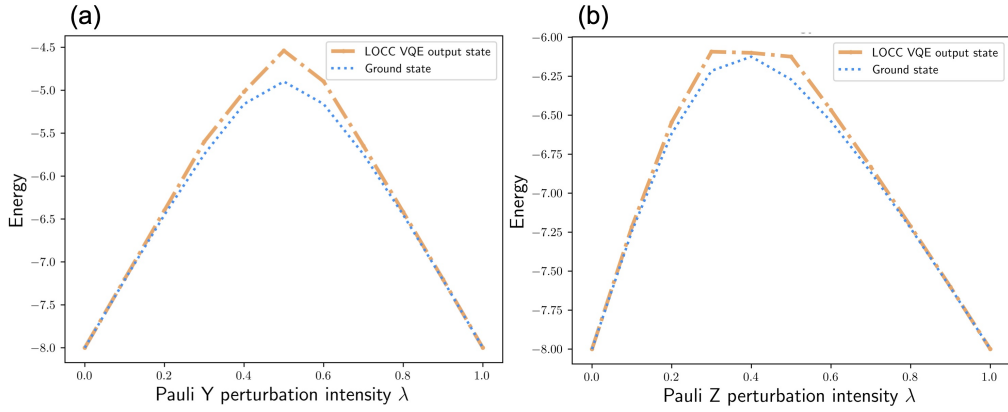 (a)
LOCC VQE output state
Ground state
Energy
−4.5
−5.0
−5.5
−6.0
−6.5
−7.0
−7.5
−8.0
0.0 0.2 0.4 0.6 0.8 1.0
Pauli Y perturbation intensity λ
(b)
LOCC VQE output state
Ground state
Energy
−6.00
−6.25
−6.50
−6.75
−7.00
−7.25
−7.50
−7.75
−8.00
0.0 0.2 0.4 0.6 0.8 1.0
Pauli Z perturbation intensity λ